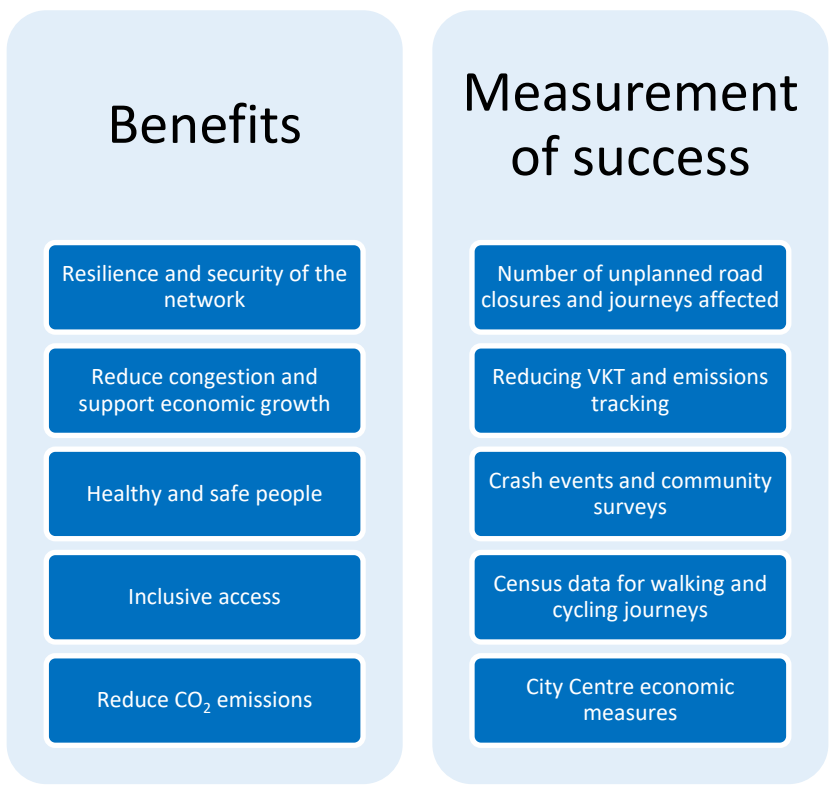 Benefits
Resilience and security of the
network
Reduce congestion and
support economic growth
Healthy and safe people
Inclusive access
Reduce CO₂ emissions
Measurement
of success
Number of unplanned road
closures and journeys affected
Reducing VKT and emissions
tracking
Crash events and community
surveys
Census data for walking and
cycling journeys
City Centre economic
measures